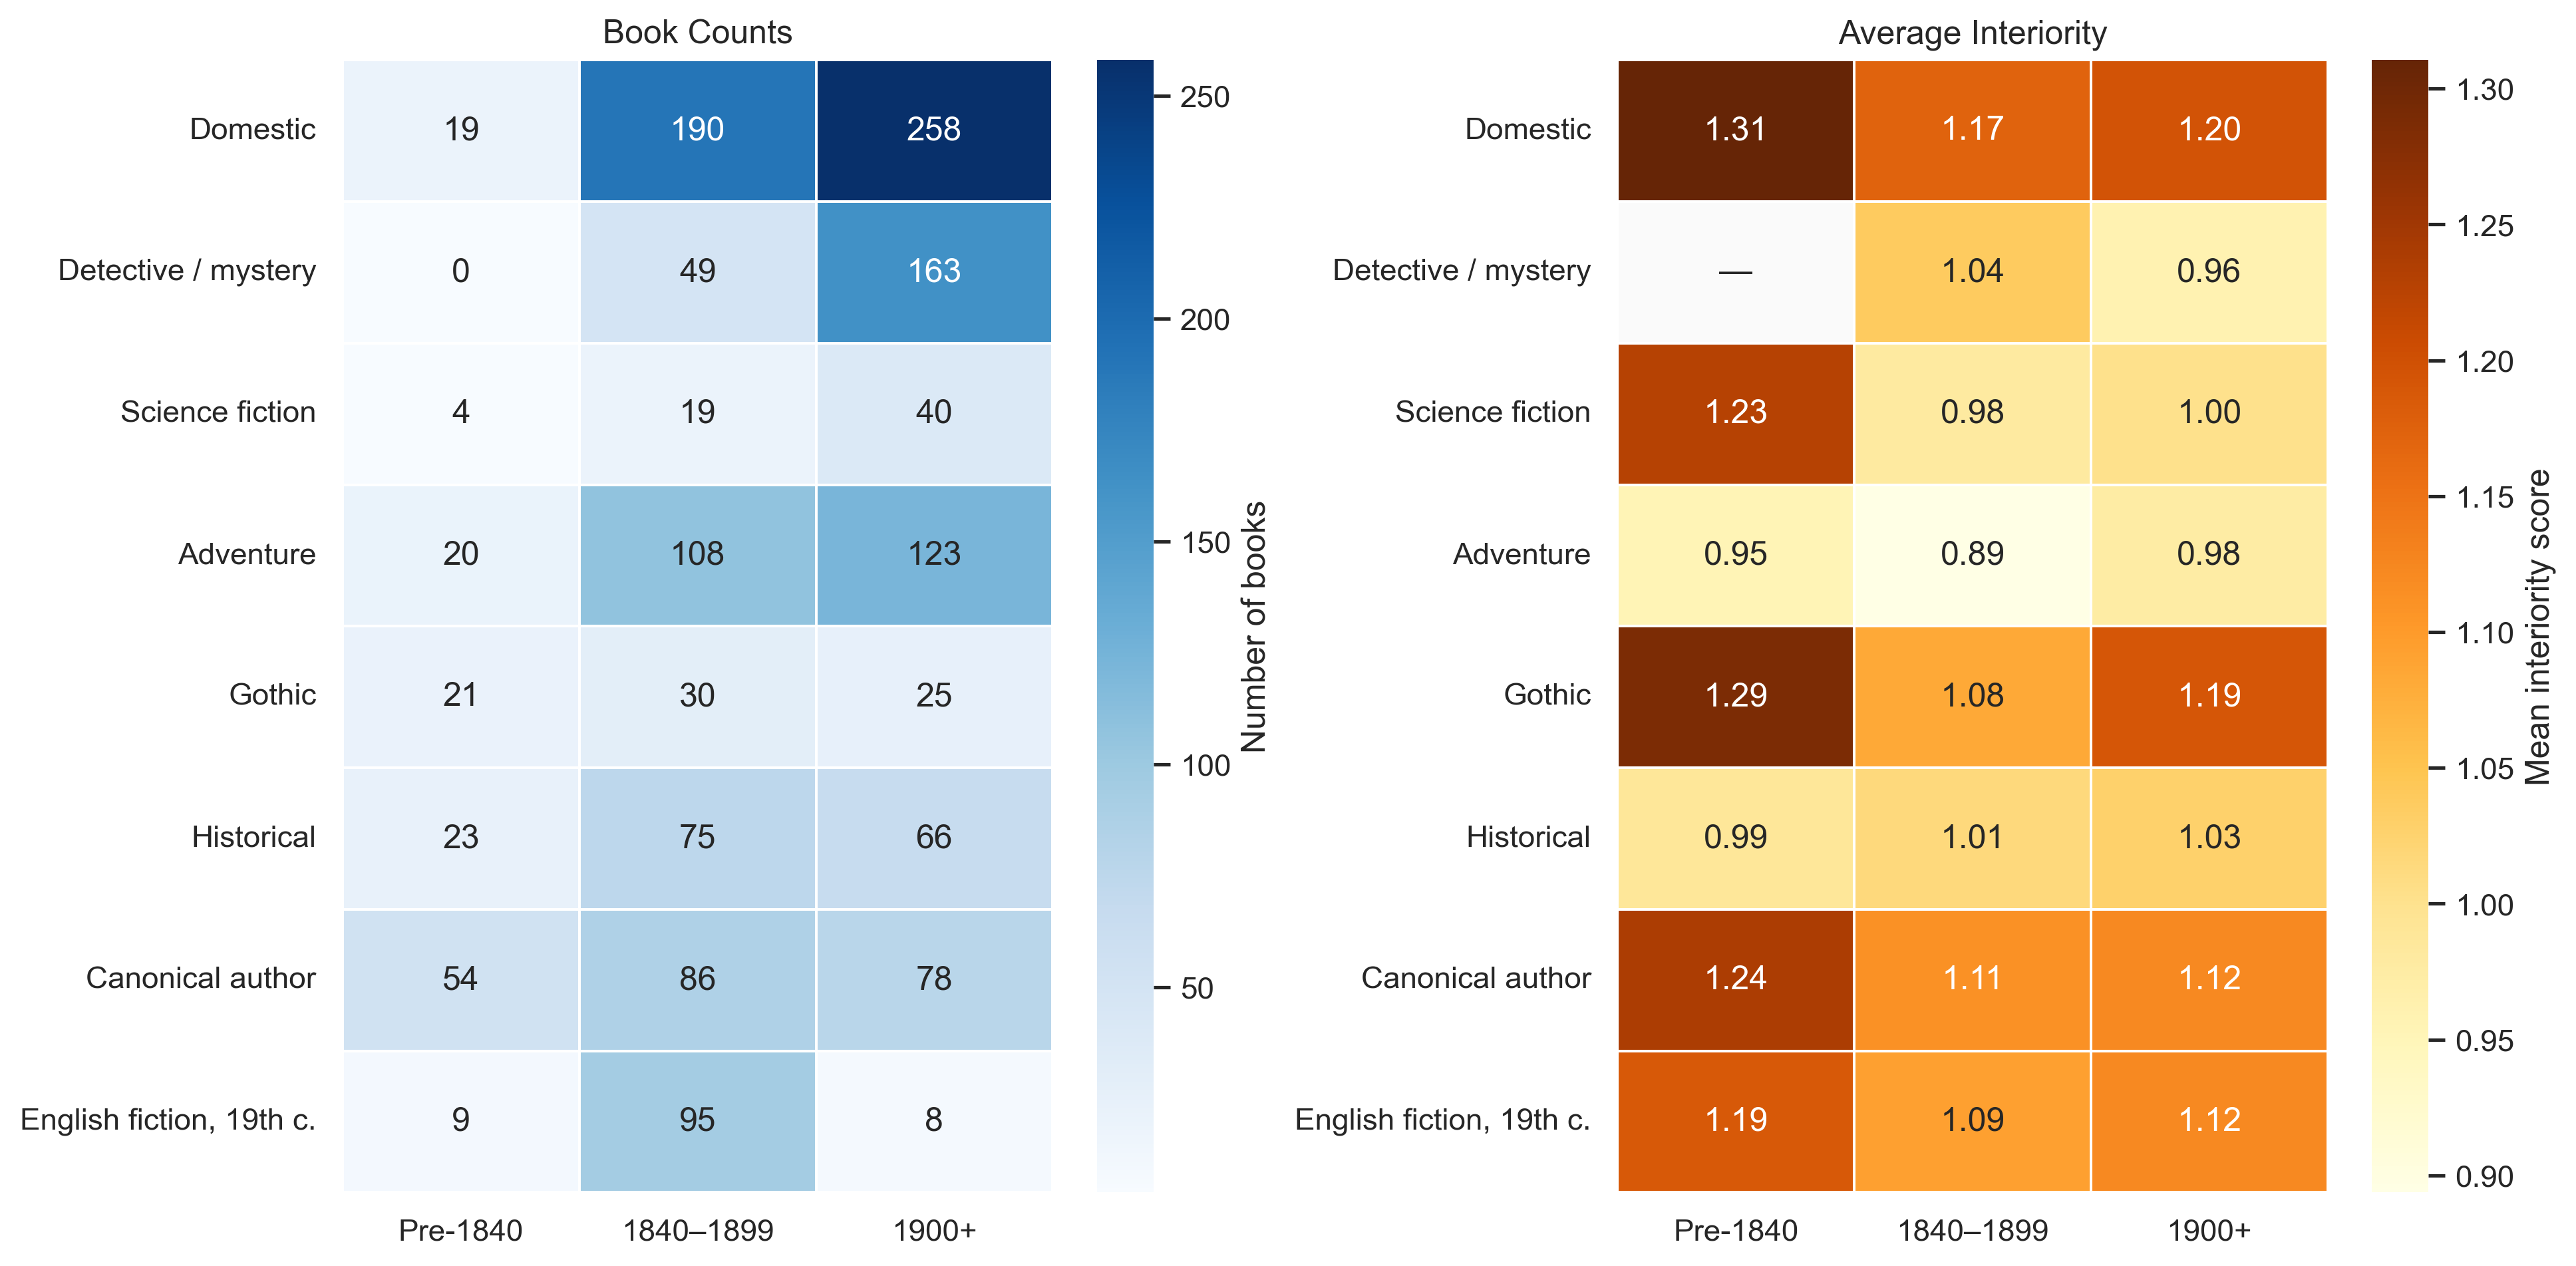 Book Counts
Domestic 19 190 258
Detective / mystery 0 49 163
Science fiction 4 19 40
Adventure 20 108 123
Gothic 21 30 25
Historical 23 75 66
Canonical author 54 86 78
English fiction, 19th c. 9 95 8
Pre-1840 1840–1899 1900+
250
200
150
100
50
Number of books
Average Interiority
Domestic 1.31 1.17 1.20
Detective / mystery — 1.04 0.96
Science fiction 1.23 0.98 1.00
Adventure 0.95 0.89 0.98
Gothic 1.29 1.08 1.19
Historical 0.99 1.01 1.03
Canonical author 1.24 1.11 1.12
English fiction, 19th c. 1.19 1.09 1.12
Pre-1840 1840–1899 1900+
1.30
1.25
1.20
1.15
1.10
1.05
1.00
0.95
0.90
Mean interiority score